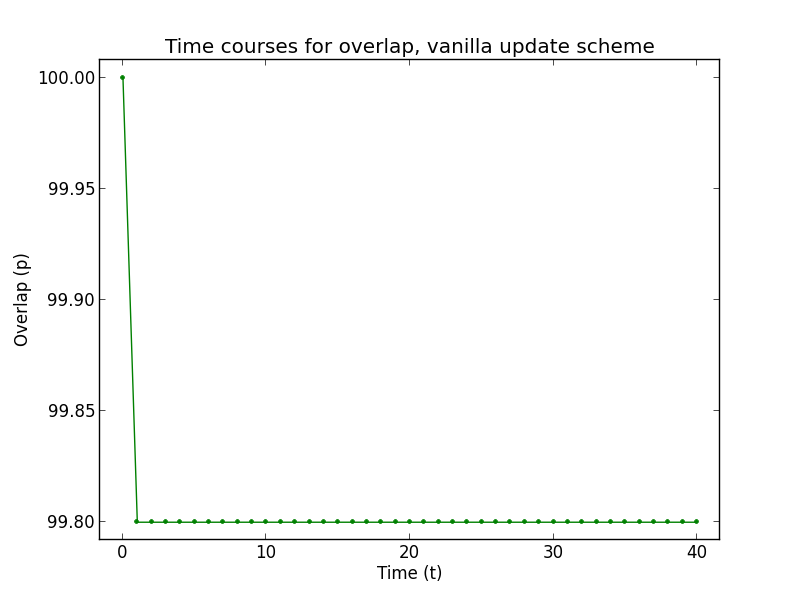 Time courses for overlap, vanilla update scheme
100.00
99.95
99.90
99.85
99.80
Overlap (p)
0 10 20 30 40
Time (t)